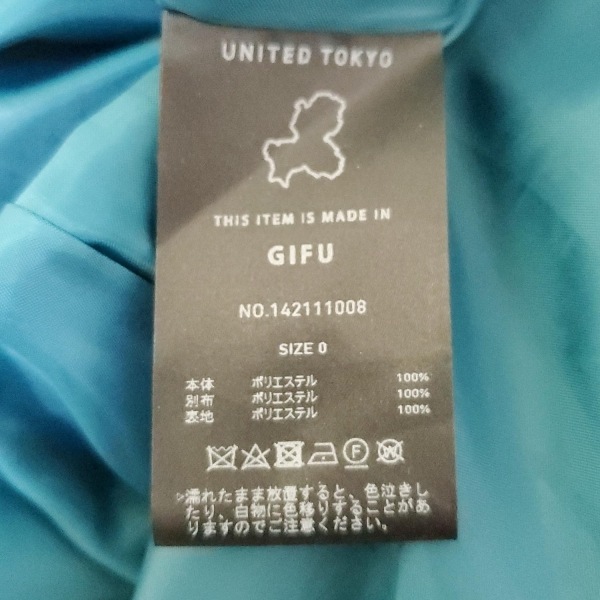 UNITED TOKYO
THIS ITEM IS MADE IN
GIFU
NO.142111008
SIZE 0
本体 ポリエステル 100%
別布 ポリエステル 100%
裏地 ポリエステル 100%
>濡れたまま放置すると、色泣きし
たり、白物に色移りすることがあ
りますのでご注意ください。